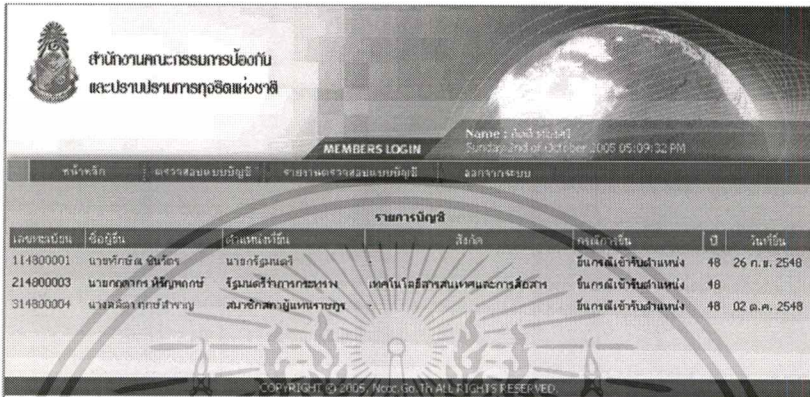 สำนักงานคณะกรรมการป้องกัน
และปราบปรามการทุจริตแห่งชาติ
MEMBERS LOGIN
Name :
Sunday 2nd of October 2005 05:09:32 PM
หน้าหลัก ตรวจสอบแบบบัญชี รายงานตรวจสอบแบบบัญชี ออกจากระบบ
รายการบัญชี
เลขทะเบียน ชื่อผู้ยื่น ตำแหน่งที่ยื่น สังกัด กรณีการยื่น ปี วันที่ยื่น
114800001 นายทักษ์ณ ชินวัตร นายกรัฐมนตรี - ยื่นกรณีเข้ารับตำแหน่ง 48 26 ก.ย. 2548
214800003 รัฐมนตรีว่าการกระทรวง เทคโนโลยีสารสนเทศและการสื่อสาร ยื่นกรณีเข้ารับตำแหน่ง 48
314800004 สมาชิกสภาผู้แทนราษฎร - ยื่นกรณีเข้ารับตำแหน่ง 48 02 ต.ค. 2548
COPYRIGHT © 2005, Nccc.Go.Th ALL RIGHTS RESERVED.